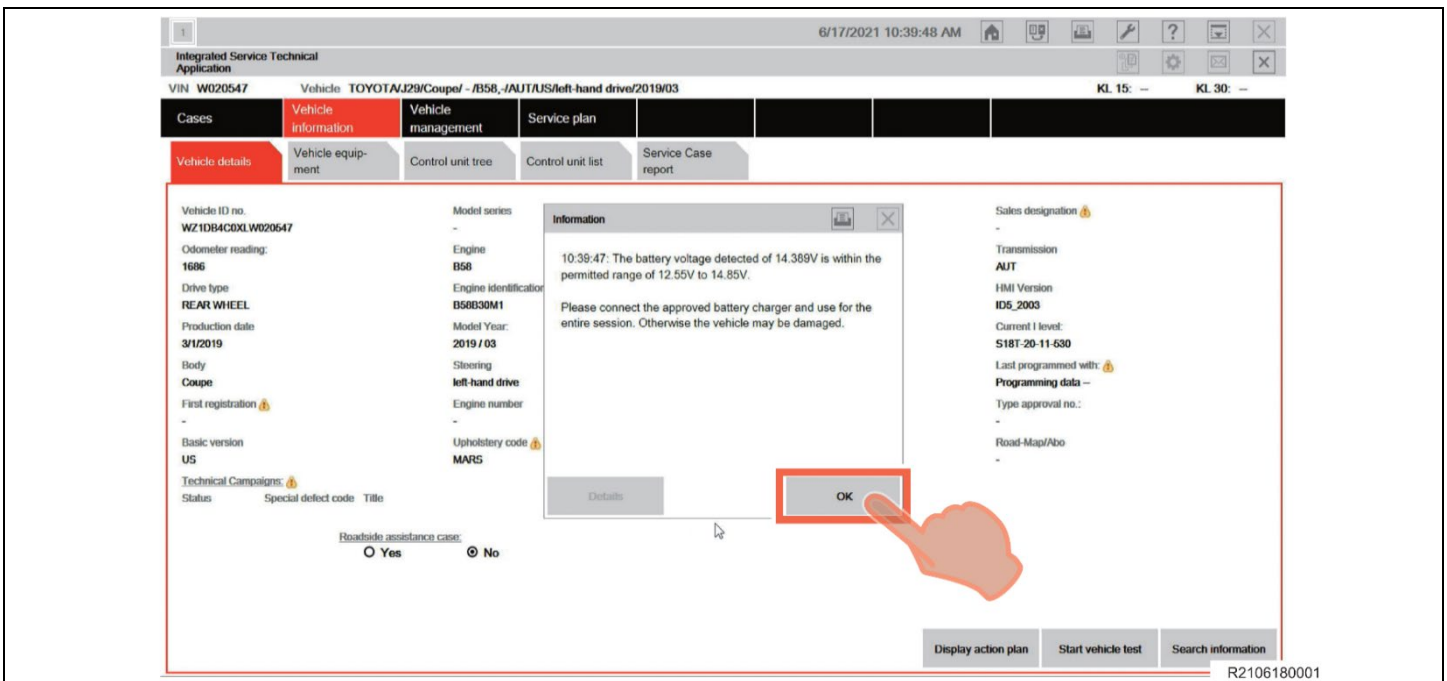 1
6/17/2021 10:39:48 AM
?
Integrated Service Technical
Application
VIN W020547 Vehicle TOYOTA/J29/Coupe/ - /B58,-/AUT/US/left-hand drive/2019/03 KL 15: -- KL 30: --
Cases
Vehicle
information
Vehicle
management
Service plan
Vehicle details
Vehicle equip-
ment
Control unit tree
Control unit list
Service Case
report
Vehicle ID no.
WZ1DB4C0XLW020547
Odometer reading:
1686
Drive type
REAR WHEEL
Production date
3/1/2019
Body
Coupe
First registration
-
Basic version
US
Technical Campaigns:
Status Special defect code Title
Roadside assistance case:
Yes No
Model series
-
Engine
B58
Engine identification
B58B30M1
Model Year:
2019 / 03
Steering
left-hand drive
Engine number
-
Upholstery code
MARS
Information
10:39:47: The battery voltage detected of 14.389V is within the
permitted range of 12.55V to 14.85V.
Please connect the approved battery charger and use for the
entire session. Otherwise the vehicle may be damaged.
Details
OK
Sales designation
-
Transmission
AUT
HMI Version
ID5_2003
Current I level:
S18T-20-11-530
Last programmed with:
Programming data --
Type approval no.:
-
Road-Map/Abo
-
Display action plan
Start vehicle test
Search information
R2106180001